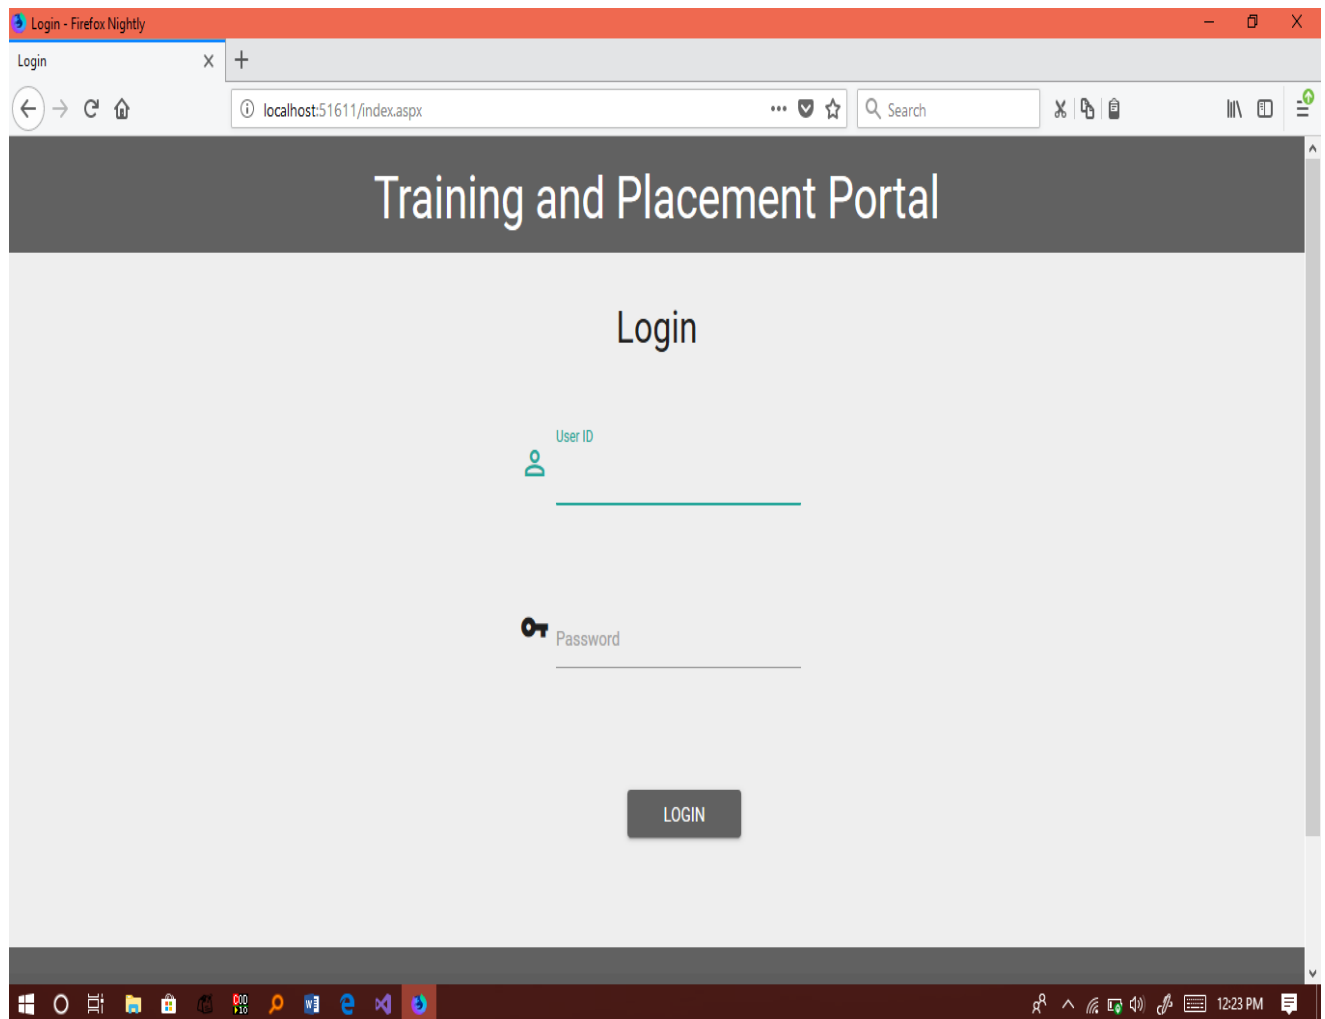 Login - Firefox Nightly
Login
localhost:51611/index.aspx
Search
Training and Placement Portal
Login
User ID
Password
LOGIN
12:23 PM